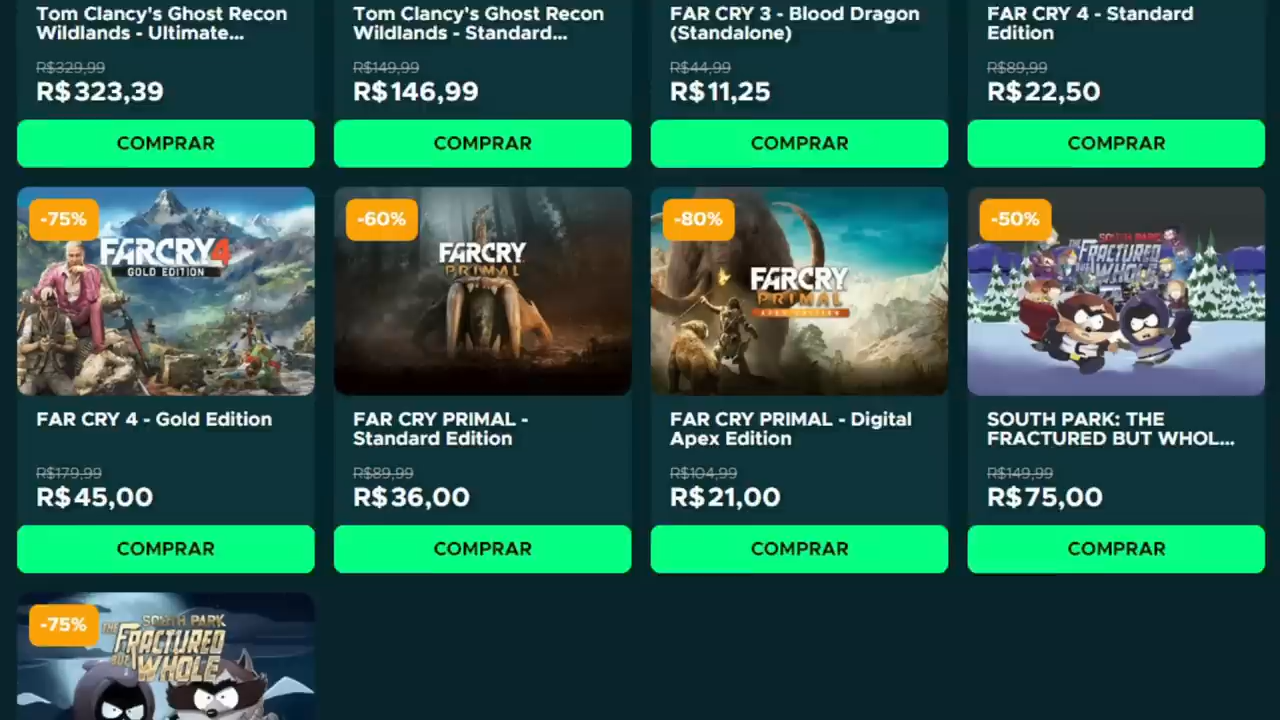 Tom Clancy's Ghost Recon
Wildlands - Ultimate...
R$329,99
R$323,39
COMPRAR
Tom Clancy's Ghost Recon
Wildlands - Standard...
R$149,99
R$146,99
COMPRAR
FAR CRY 3 - Blood Dragon
(Standalone)
R$44,99
R$11,25
COMPRAR
FAR CRY 4 - Standard
Edition
R$89,99
R$22,50
COMPRAR
-75%
FARCRY4
GOLD EDITION
FAR CRY 4 - Gold Edition
R$179,99
R$45,00
COMPRAR
-60%
FARCRY
PRIMAL
FAR CRY PRIMAL -
Standard Edition
R$89,99
R$36,00
COMPRAR
-80%
FARCRY
PRIMAL
APEX EDITION
FAR CRY PRIMAL - Digital
Apex Edition
R$104,99
R$21,00
COMPRAR
-50%
SOUTH PARK
THE FRACTURED
BUT WHOLE
SOUTH PARK: THE
FRACTURED BUT WHOL...
R$149,99
R$75,00
COMPRAR
-75%
SOUTH PARK
THE FRACTURED
BUT WHOLE